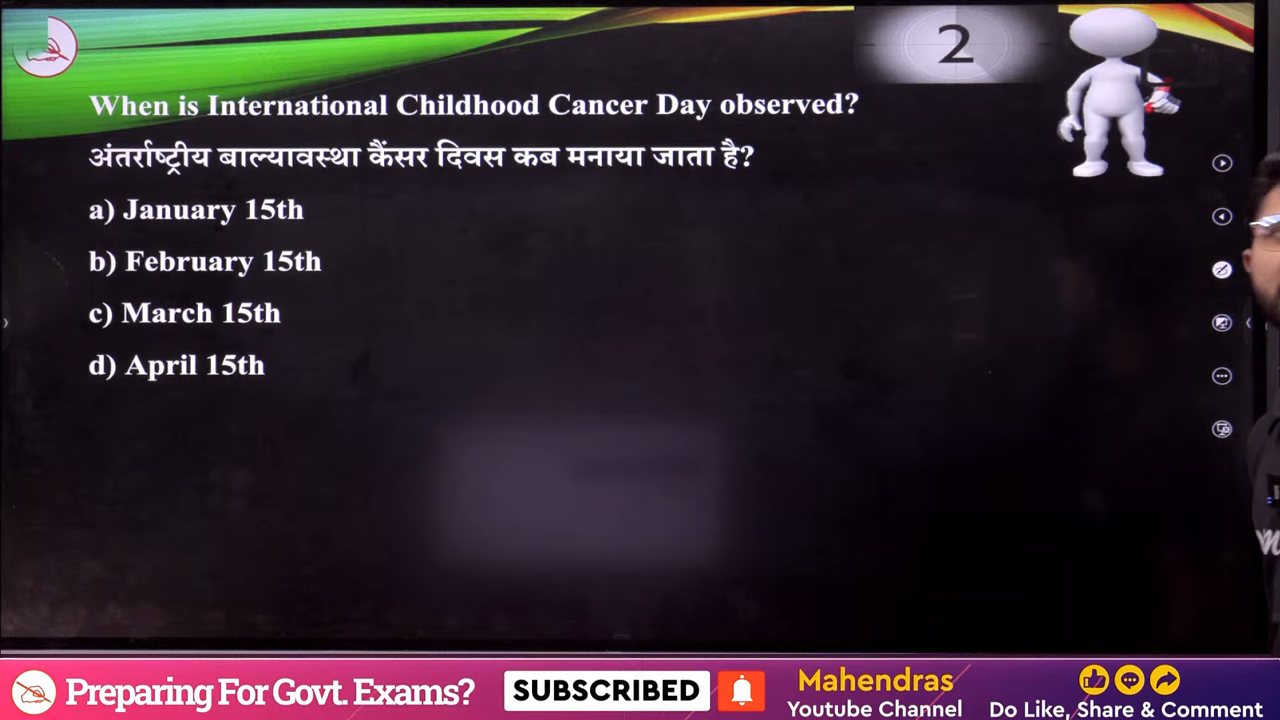 2
When is International Childhood Cancer Day observed?
अंतर्राष्ट्रीय बाल्यावस्था कैंसर दिवस कब मनाया जाता है?
a) January 15th
b) February 15th
c) March 15th
d) April 15th
Preparing For Govt. Exams?
SUBSCRIBED
Mahendras
Youtube Channel
Do Like, Share & Comment